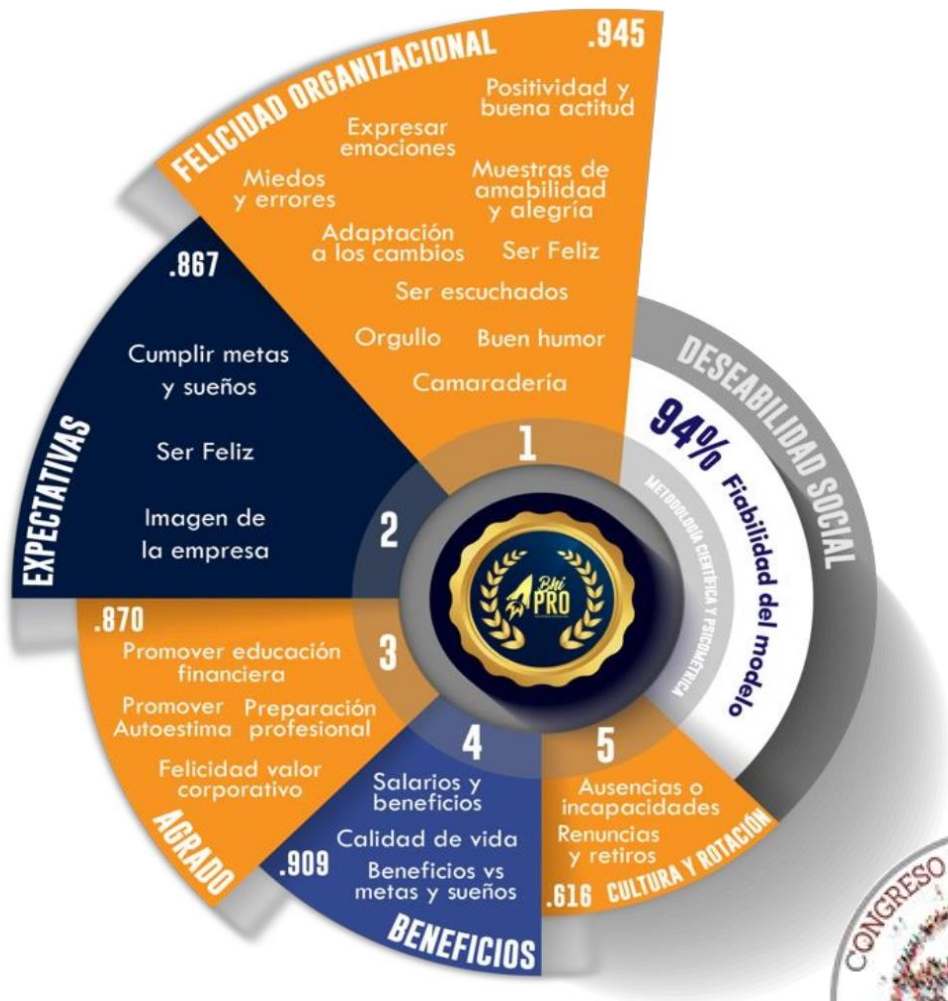 FELICIDAD ORGANIZACIONAL
.945
Positividad y
buena actitud
Expresar
emociones
Miedos
y errores
Muestras de
amabilidad
y alegría
Adaptación
a los cambios
Ser Feliz
Ser escuchados
Orgullo
Buen humor
Camaradería
1
EXPECTATIVAS
.867
Cumplir metas
y sueños
Ser Feliz
Imagen de
la empresa
2
.870
Promover educación
financiera
Promover
Autoestima
Preparación
profesional
Felicidad valor
corporativo
AGRADO
3
4
Salarios y
beneficios
Calidad de vida
Beneficios vs
metas y sueños
.909
BENEFICIOS
5
Ausencias o
incapacidades
Renuncias
y retiros
.616
CULTURA Y ROTACIÓN
DESEABILIDAD SOCIAL
94% Fiabilidad del modelo
METODOLOGÍA CIENTÍFICA Y PSICOMÉTRICA
Bhi
PRO
CONGRESO